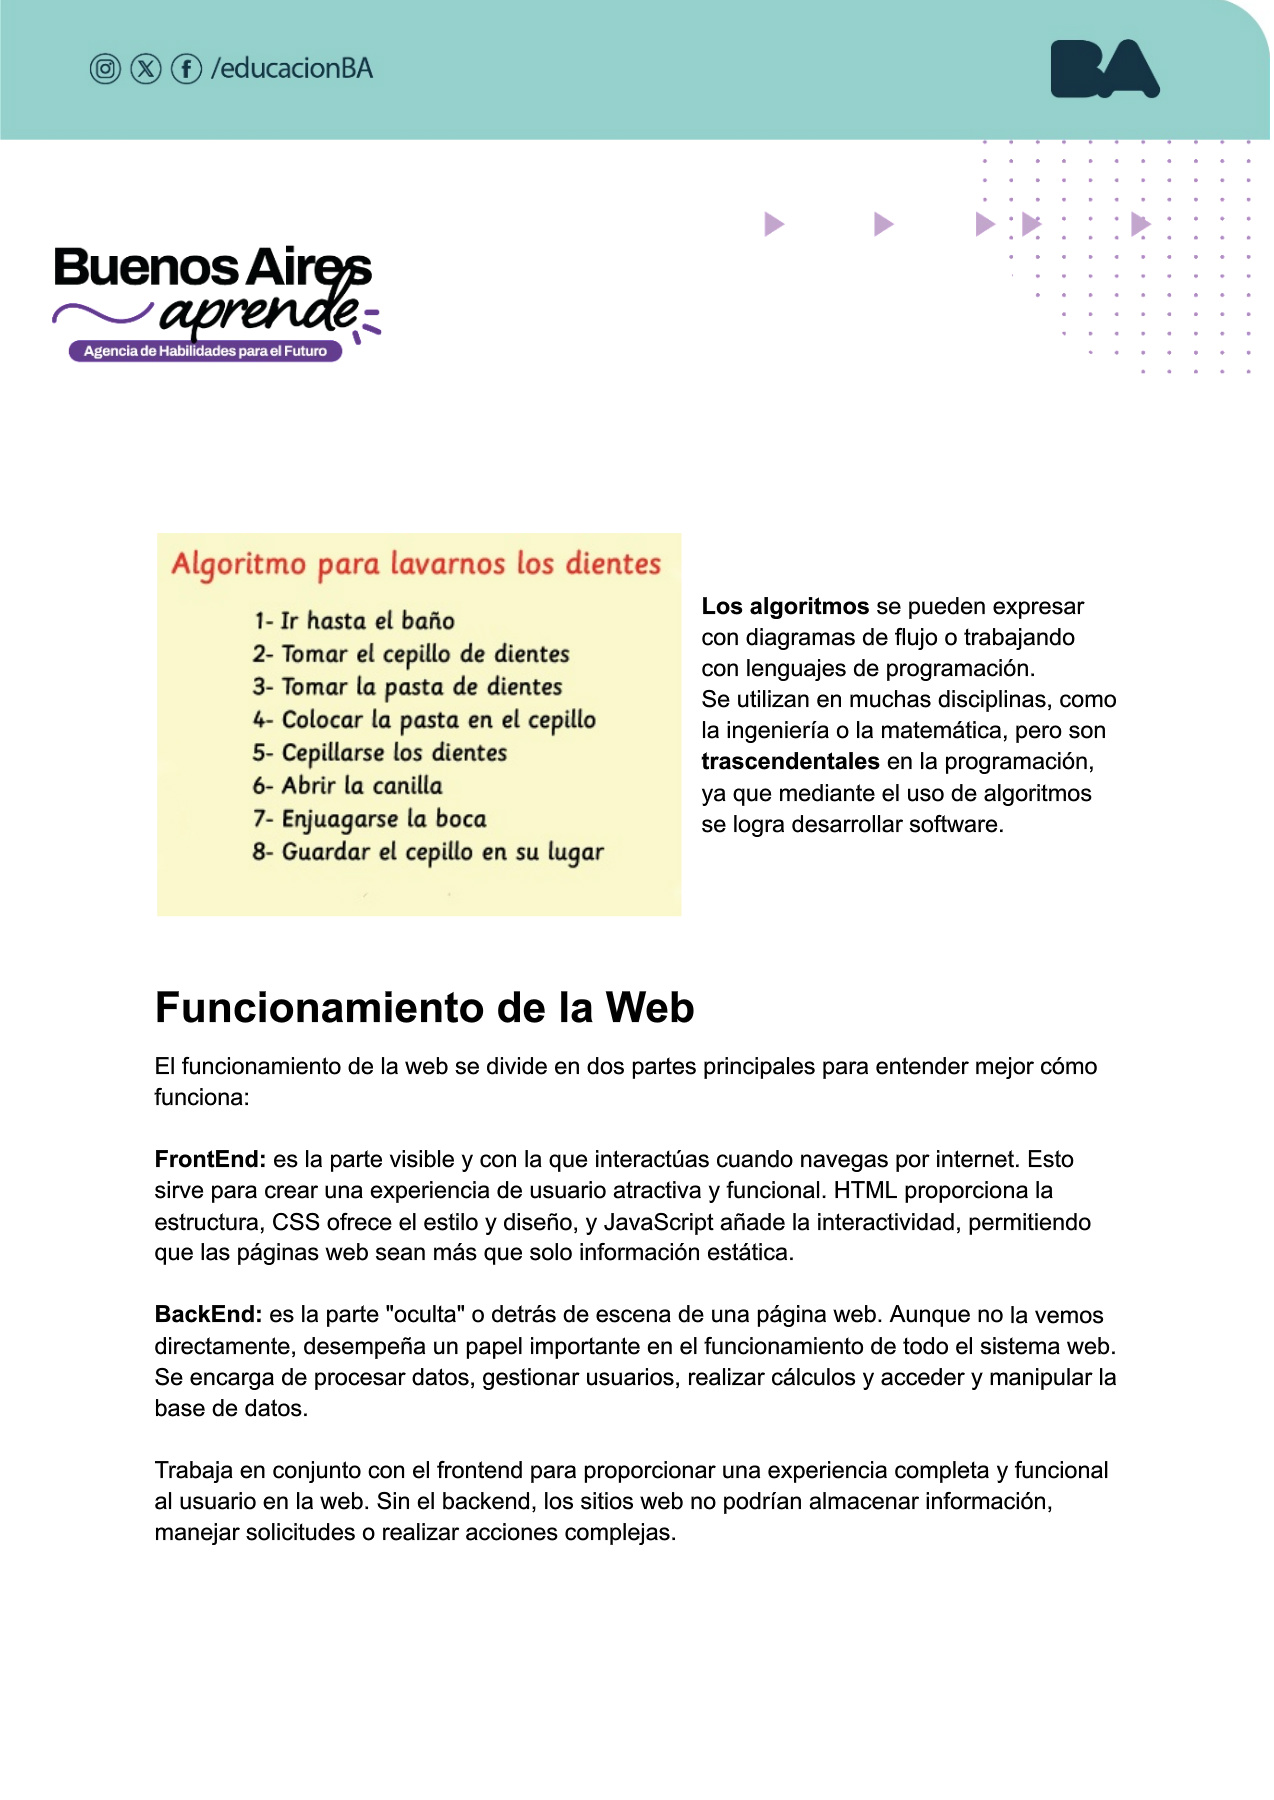 /educacionBA
BA
Buenos Aires
aprende
Agencia de Habilidades para el Futuro
Algoritmo para lavarnos los dientes
1- Ir hasta el baño
2- Tomar el cepillo de dientes
3- Tomar la pasta de dientes
4- Colocar la pasta en el cepillo
5- Cepillarse los dientes
6- Abrir la canilla
7- Enjuagarse la boca
8- Guardar el cepillo en su lugar
Los algoritmos se pueden expresar
con diagramas de flujo o trabajando
con lenguajes de programación.
Se utilizan en muchas disciplinas, como
la ingeniería o la matemática, pero son
trascendentales en la programación,
ya que mediante el uso de algoritmos
se logra desarrollar software.
Funcionamiento de la Web
El funcionamiento de la web se divide en dos partes principales para entender mejor cómo
funciona:
FrontEnd: es la parte visible y con la que interactúas cuando navegas por internet. Esto
sirve para crear una experiencia de usuario atractiva y funcional. HTML proporciona la
estructura, CSS ofrece el estilo y diseño, y JavaScript añade la interactividad, permitiendo
que las páginas web sean más que solo información estática.
BackEnd: es la parte "oculta" o detrás de escena de una página web. Aunque no la vemos
directamente, desempeña un papel importante en el funcionamiento de todo el sistema web.
Se encarga de procesar datos, gestionar usuarios, realizar cálculos y acceder y manipular la
base de datos.
Trabaja en conjunto con el frontend para proporcionar una experiencia completa y funcional
al usuario en la web. Sin el backend, los sitios web no podrían almacenar información,
manejar solicitudes o realizar acciones complejas.